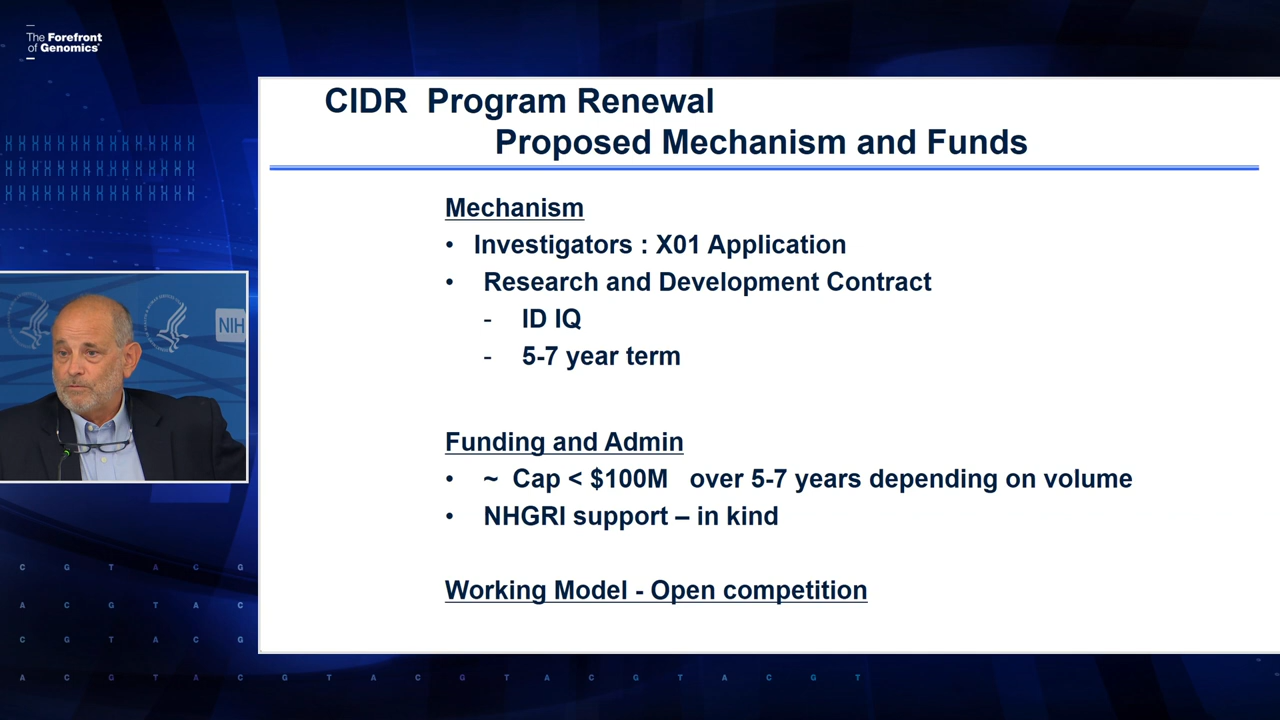 The Forefront
of Genomics®
CIDR Program Renewal
Proposed Mechanism and Funds
Mechanism
• Investigators : X01 Application
• Research and Development Contract
- ID IQ
- 5-7 year term
NIH
Funding and Admin
• ~ Cap < $100M over 5-7 years depending on volume
• NHGRI support – in kind
Working Model - Open competition
C G T A C G
A C G T A C
C G T A C G
A C G T A C G T A C G T A C G T A C G T